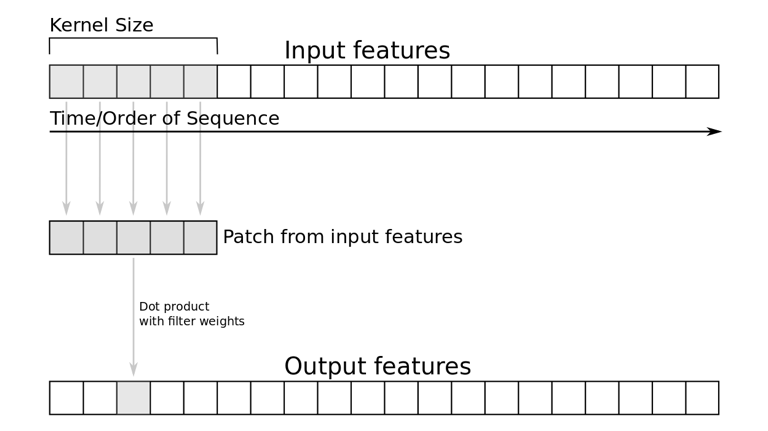 Kernel Size
Input features
Time/Order of Sequence
Patch from input features
Dot product
with filter weights
Output features